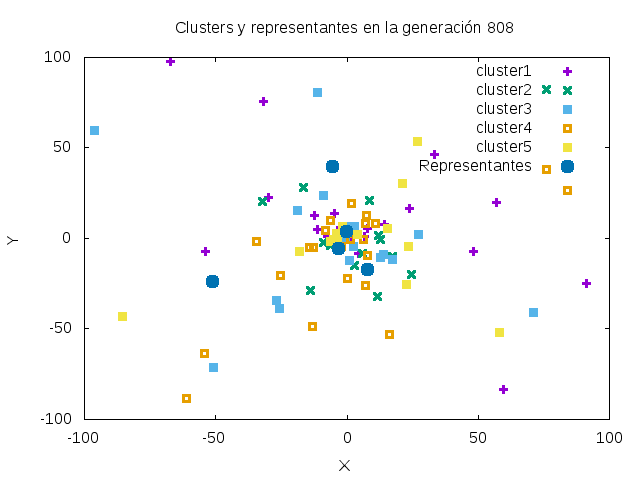 Clusters y representantes en la generación 808
100
50
0
-50
-100
-100
-50
0
50
100
Y
X
cluster1
cluster2
cluster3
cluster4
cluster5
Representantes